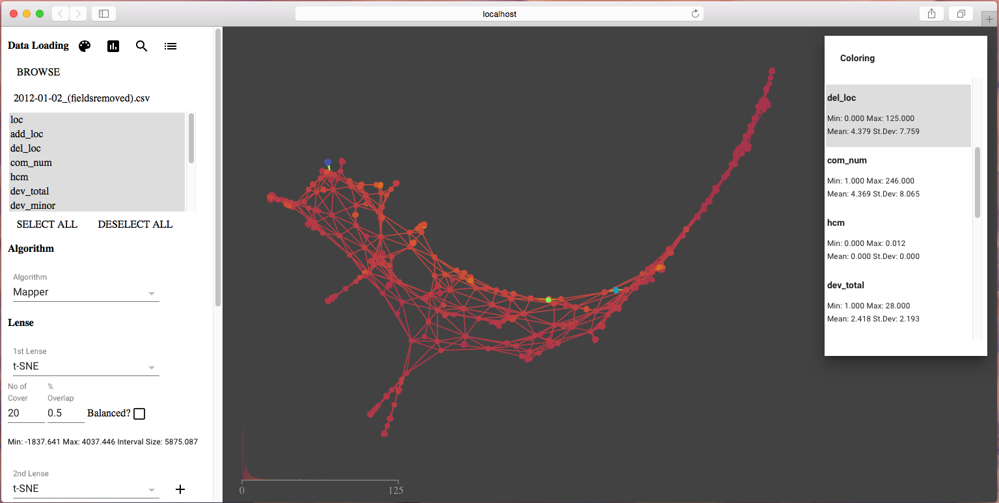 localhost
Data Loading
BROWSE
2012-01-02_(fieldsremoved).csv
loc
add_loc
del_loc
com_num
hcm
dev_total
dev_minor
SELECT ALL DESELECT ALL
Algorithm
Algorithm
Mapper
Lense
1st Lense
t-SNE
No of %
Cover Overlap
20 0.5 Balanced?
Min: -1837.641 Max: 4037.446 Interval Size: 5875.087
2nd Lense
t-SNE
0 125
Coloring
del_loc
Min: 0.000 Max: 125.000
Mean: 4.379 St.Dev: 7.759
com_num
Min: 1.000 Max: 246.000
Mean: 4.369 St.Dev: 8.065
hcm
Min: 0.000 Max: 0.012
Mean: 0.000 St.Dev: 0.000
dev_total
Min: 1.000 Max: 28.000
Mean: 2.418 St.Dev: 2.193